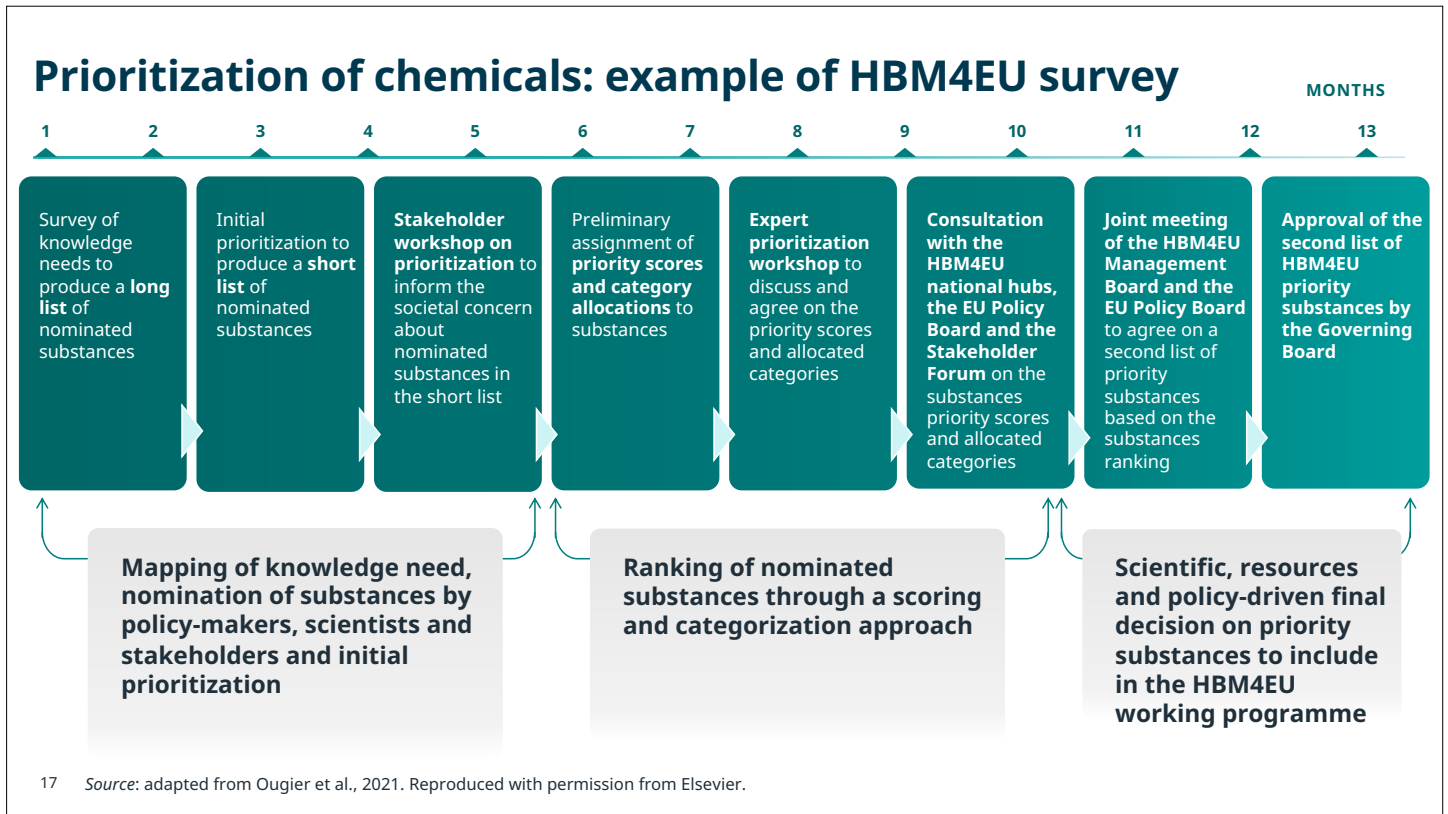 Prioritization of chemicals: example of HBM4EU survey
MONTHS
1 2 3 4 5 6 7 8 9 10 11 12 13
Survey of
knowledge
needs to
produce a long
list of
nominated
substances
Initial
prioritization to
produce a short
list of
nominated
substances
Stakeholder
workshop on
prioritization to
inform the
societal concern
about
nominated
substances in
the short list
Preliminary
assignment of
priority scores
and category
allocations to
substances
Expert
prioritization
workshop to
discuss and
agree on the
priority scores
and allocated
categories
Consultation
with the
HBM4EU
national hubs,
the EU Policy
Board and the
Stakeholder
Forum on the
substances
priority scores
and allocated
categories
Joint meeting
of the HBM4EU
Management
Board and the
EU Policy Board
to agree on a
second list of
priority
substances
based on the
substances
ranking
Approval of the
second list of
HBM4EU
priority
substances by
the Governing
Board
Mapping of knowledge need,
nomination of substances by
policy-makers, scientists and
stakeholders and initial
prioritization
Ranking of nominated
substances through a scoring
and categorization approach
Scientific, resources
and policy-driven final
decision on priority
substances to include
in the HBM4EU
working programme
17 Source: adapted from Ougier et al., 2021. Reproduced with permission from Elsevier.